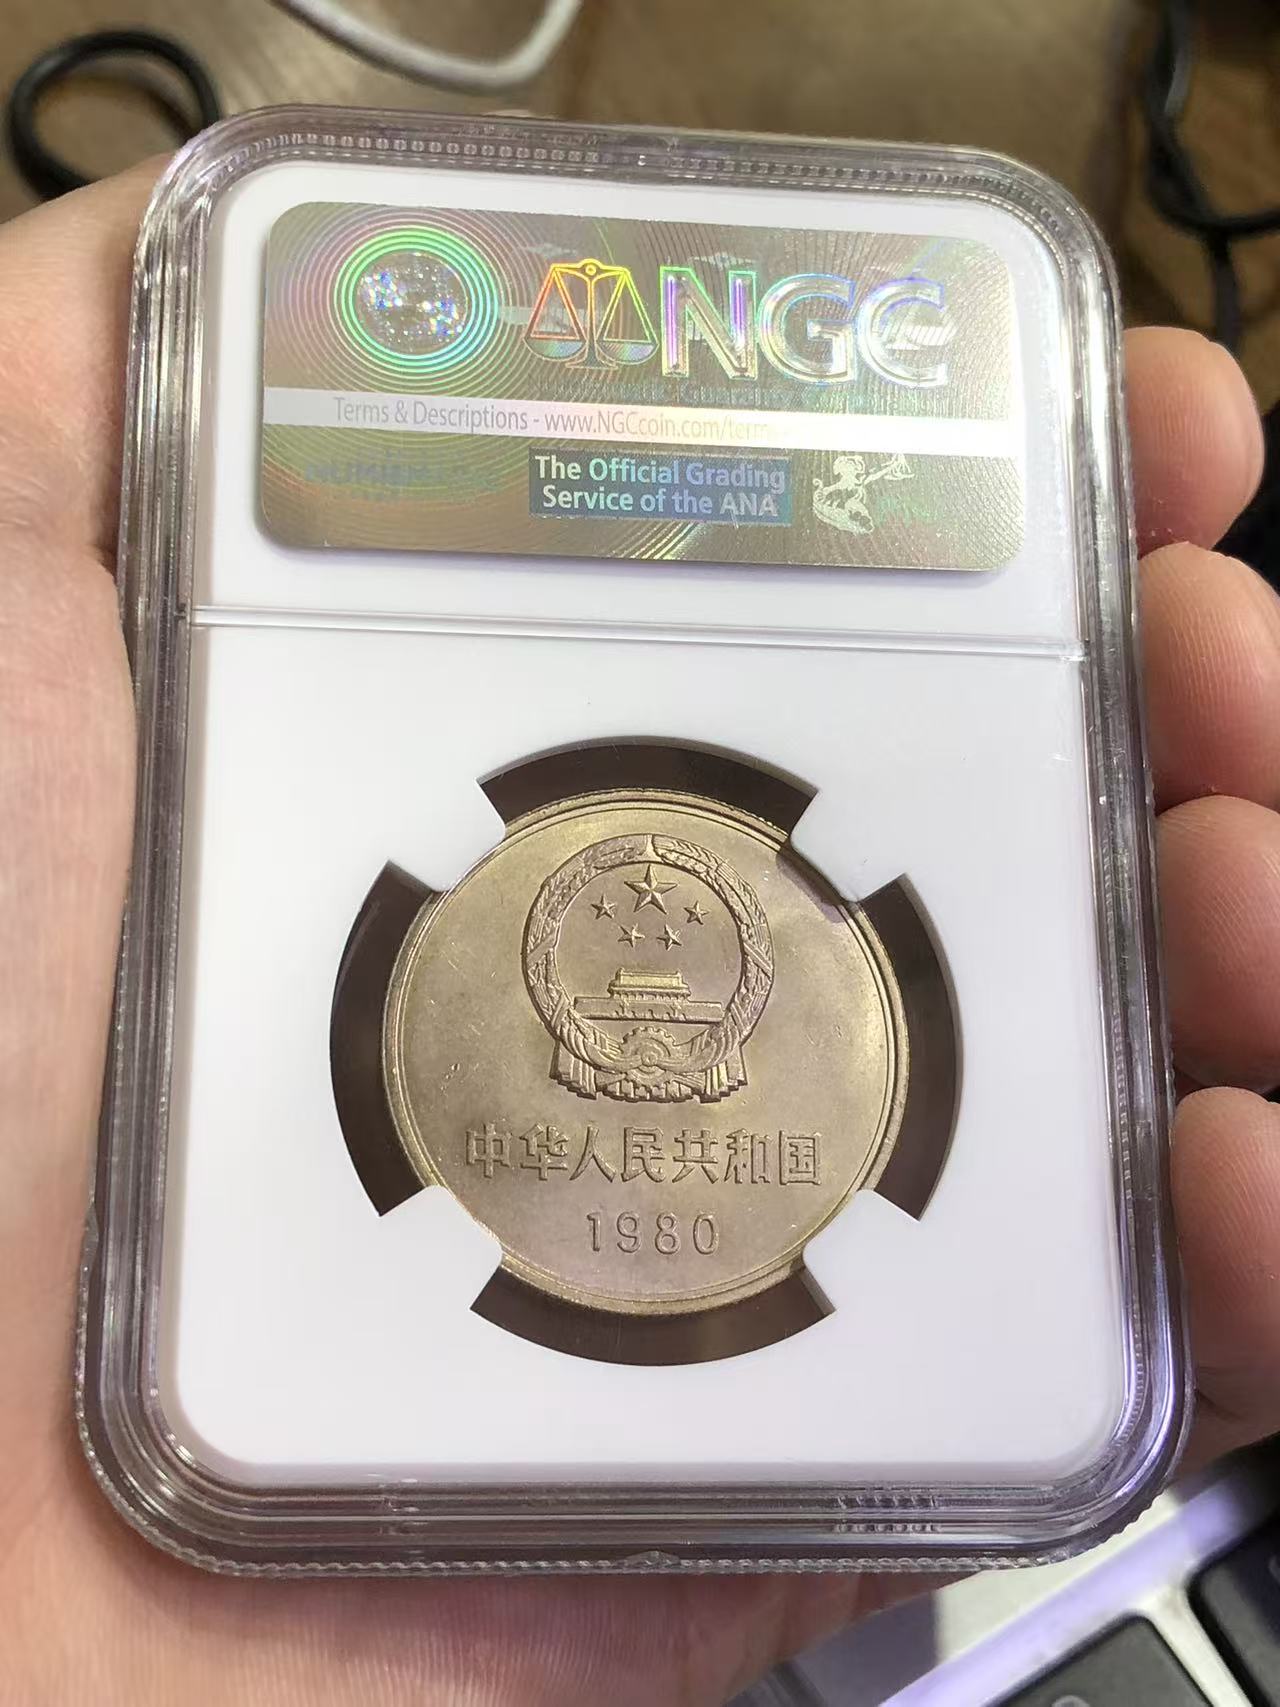 NGC
Terms & Descriptions - www.NGCcoin.com/term
The Official Grading
Service of the ANA
中华人民共和国
1980